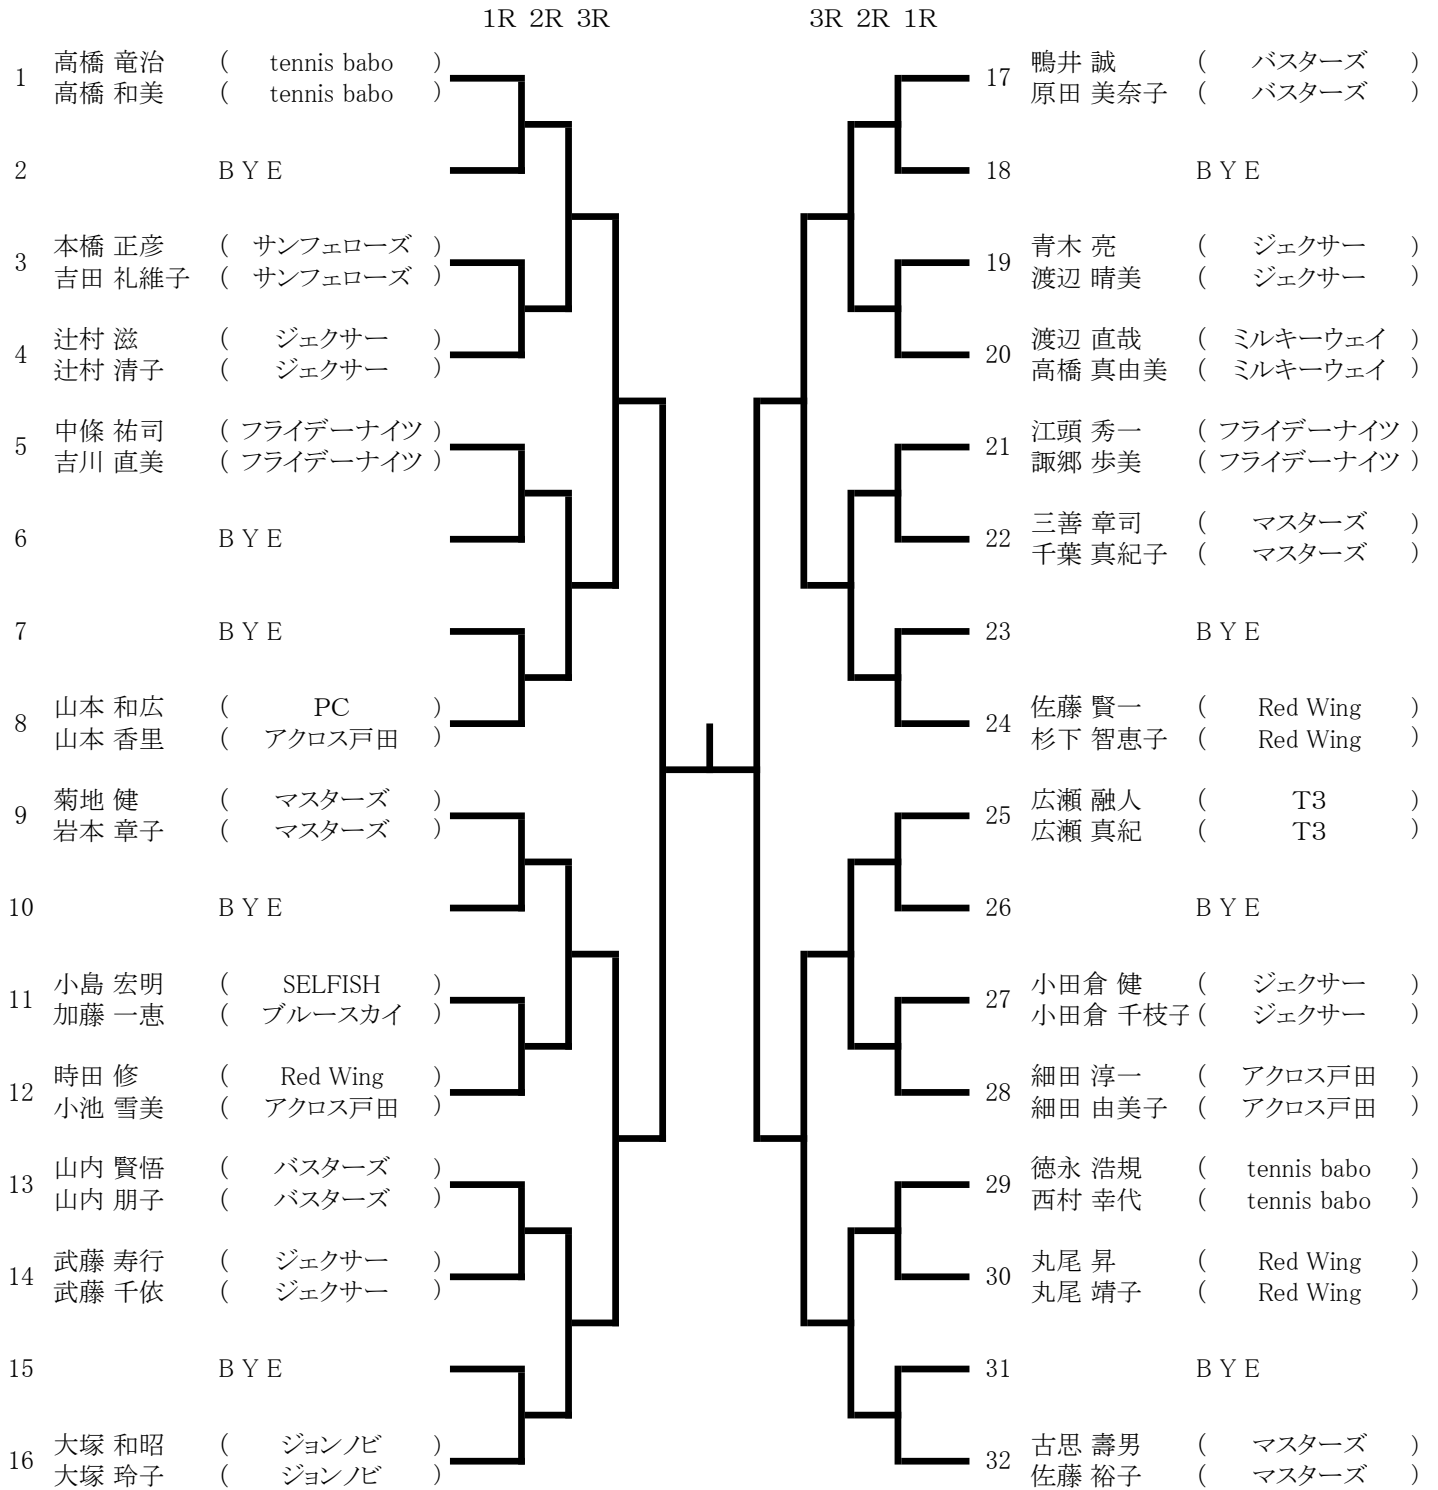 1R 2R 3R
3R 2R 1R
1 高橋 竜治 ( tennis babo )
高橋 和美 ( tennis babo )
2 BYE
3 本橋 正彦 ( サンフェローズ )
吉田 礼維子 ( サンフェローズ )
4 辻村 滋 ( ジェクサー )
辻村 清子 ( ジェクサー )
5 中條 祐司 ( フライデーナイツ )
吉川 直美 ( フライデーナイツ )
6 BYE
7 BYE
8 山本 和広 ( PC )
山本 香里 ( アクロス戸田 )
9 菊地 健 ( マスターズ )
岩本 章子 ( マスターズ )
10 BYE
11 小島 宏明 ( SELFISH )
加藤 一恵 ( ブルースカイ )
12 時田 修 ( Red Wing )
小池 雪美 ( アクロス戸田 )
13 山内 賢悟 ( バスターズ )
山内 朋子 ( バスターズ )
14 武藤 寿行 ( ジェクサー )
武藤 千依 ( ジェクサー )
15 BYE
16 大塚 和昭 ( ジョンノビ )
大塚 玲子 ( ジョンノビ )
17 鴨井 誠 ( バスターズ )
原田 美奈子 ( バスターズ )
18 BYE
19 青木 亮 ( ジェクサー )
渡辺 晴美 ( ジェクサー )
20 渡辺 直哉 ( ミルキーウェイ )
高橋 真由美 ( ミルキーウェイ )
21 江頭 秀一 ( フライデーナイツ )
諏郷 歩美 ( フライデーナイツ )
22 三善 章司 ( マスターズ )
千葉 真紀子 ( マスターズ )
23 BYE
24 佐藤 賢一 ( Red Wing )
杉下 智恵子 ( Red Wing )
25 広瀬 融人 ( T3 )
広瀬 真紀 ( T3 )
26 BYE
27 小田倉 健 ( ジェクサー )
小田倉 千枝子 ( ジェクサー )
28 細田 淳一 ( アクロス戸田 )
細田 由美子 ( アクロス戸田 )
29 徳永 浩規 ( tennis babo )
西村 幸代 ( tennis babo )
30 丸尾 昇 ( Red Wing )
丸尾 靖子 ( Red Wing )
31 BYE
32 古思 壽男 ( マスターズ )
佐藤 裕子 ( マスターズ )